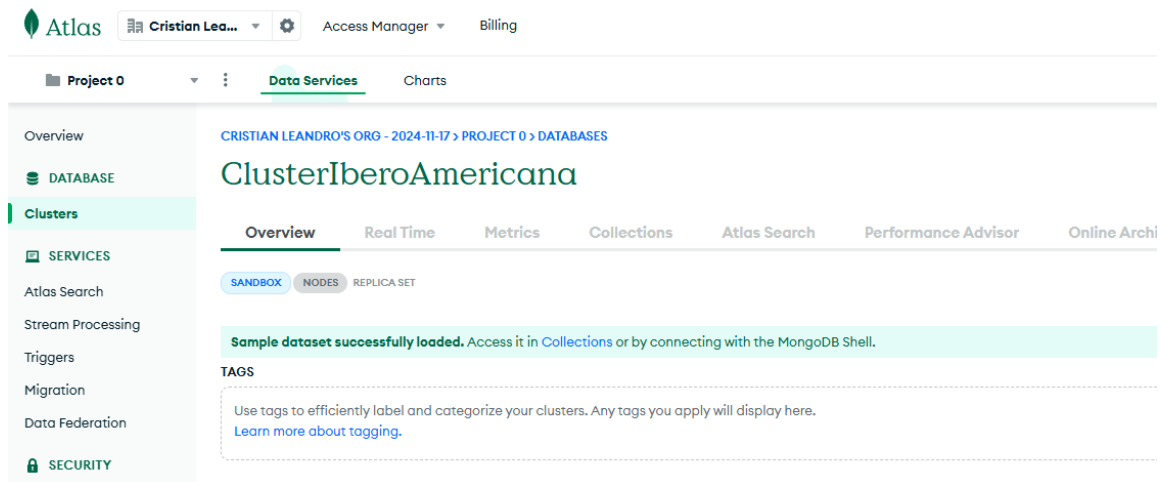 Atlas Cristian Lea... Access Manager Billing
Project 0 Data Services Charts
Overview
DATABASE
Clusters
SERVICES
Atlas Search
Stream Processing
Triggers
Migration
Data Federation
SECURITY
CRISTIAN LEANDRO'S ORG - 2024-11-17 > PROJECT 0 > DATABASES
ClusterIberoAmericana
Overview Real Time Metrics Collections Atlas Search Performance Advisor Online Archi
SANDBOX NODES REPLICA SET
Sample dataset successfully loaded. Access it in Collections or by connecting with the MongoDB Shell.
TAGS
Use tags to efficiently label and categorize your clusters. Any tags you apply will display here.
Learn more about tagging.